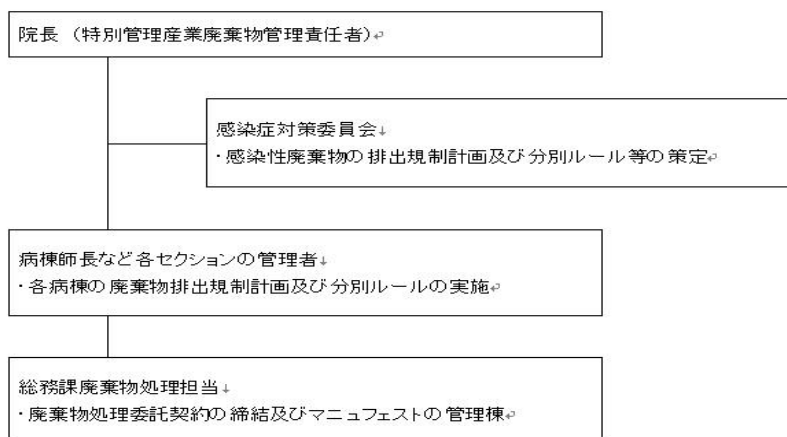 院長 （特別管理産業廃棄物管理責任者）↵
感染症対策委員会↓
・感染性廃棄物の排出規制計画及び分別ルール等の策定↵
病棟師長など各セクションの管理者↓
・各病棟の廃棄物排出規制計画及び分別ルールの実施↵
総務課廃棄物処理担当↓
・廃棄物処理委託契約の締結及びマニュフェストの管理棟↵